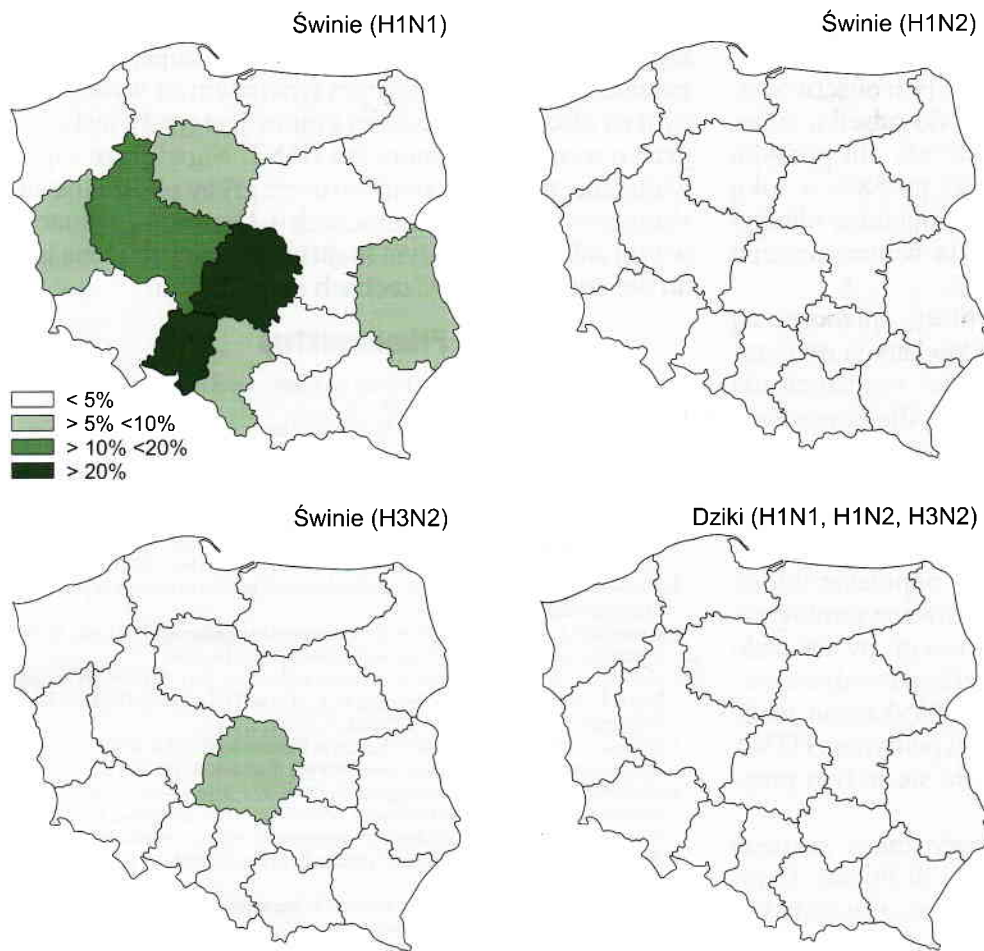 Świnie (H1N1)
Świnie (H1N2)
< 5%
> 5% <10%
> 10% <20%
> 20%
Świnie (H3N2)
Dziki (H1N1, H1N2, H3N2)